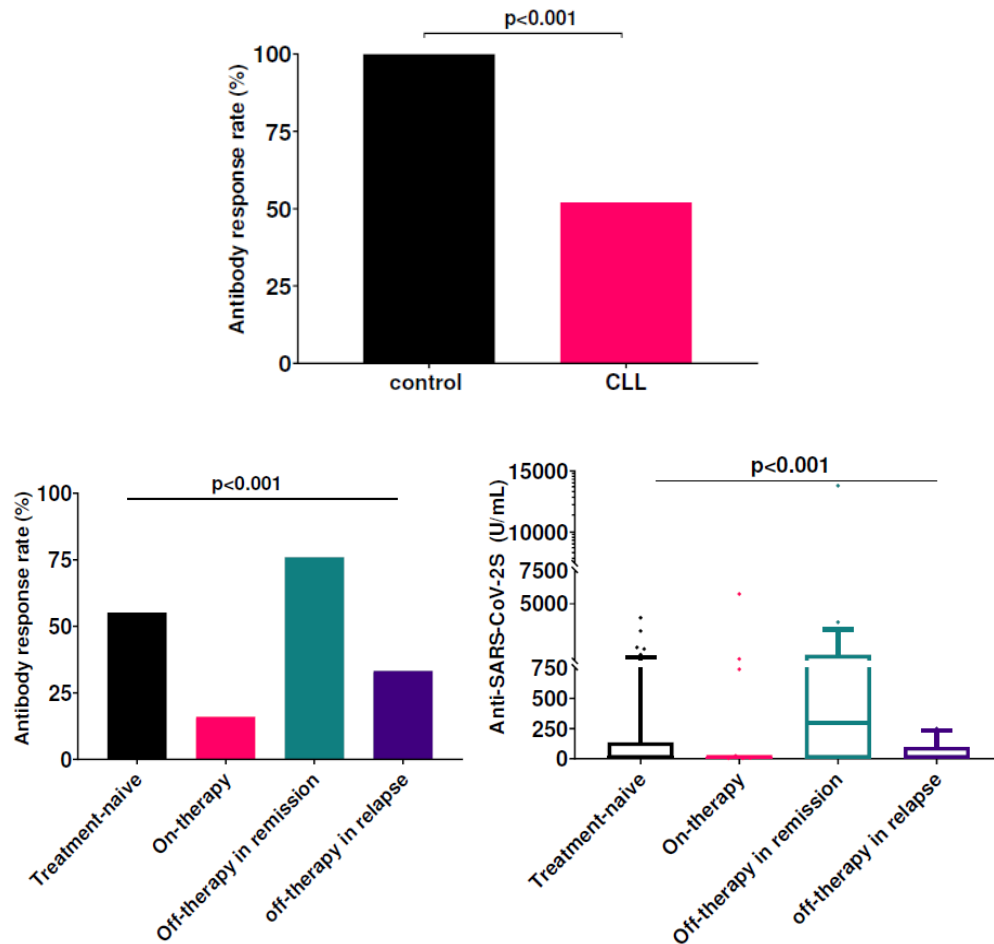 p<0.001
Antibody response rate (%)
100
75
50
25
0
control
CLL
p<0.001
Antibody response rate (%)
100
75
50
25
0
Treatment-naive
On-therapy
Off-therapy in remission
off-therapy in relapse
p<0.001
Anti-SARS-CoV-2S (U/mL)
15000
10000
7500
5000
750
500
250
0
Treatment-naive
On-therapy
Off-therapy in remission
off-therapy in relapse